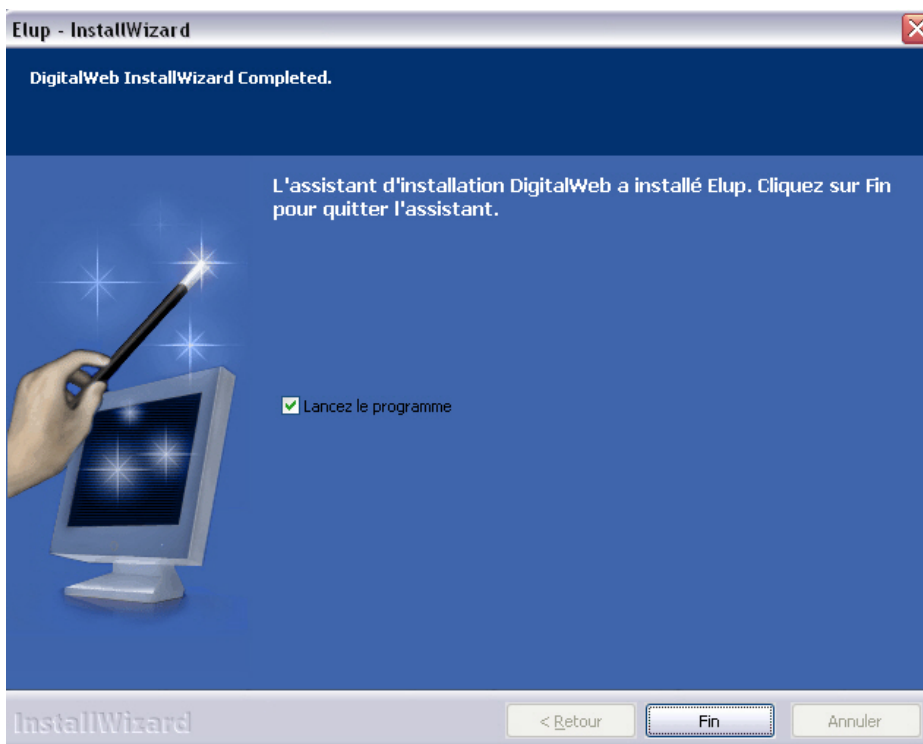 Elup - InstallWizard
DigitalWeb InstallWizard Completed.
L'assistant d'installation DigitalWeb a installé Elup. Cliquez sur Fin
pour quitter l'assistant.
Lancez le programme
InstallWizard
< Retour
Fin
Annuler